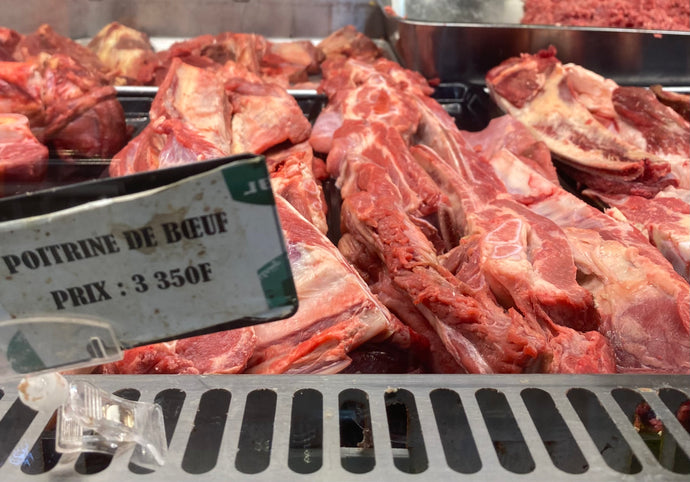 POITRINE DE BŒUF
PRIX : 3 350F